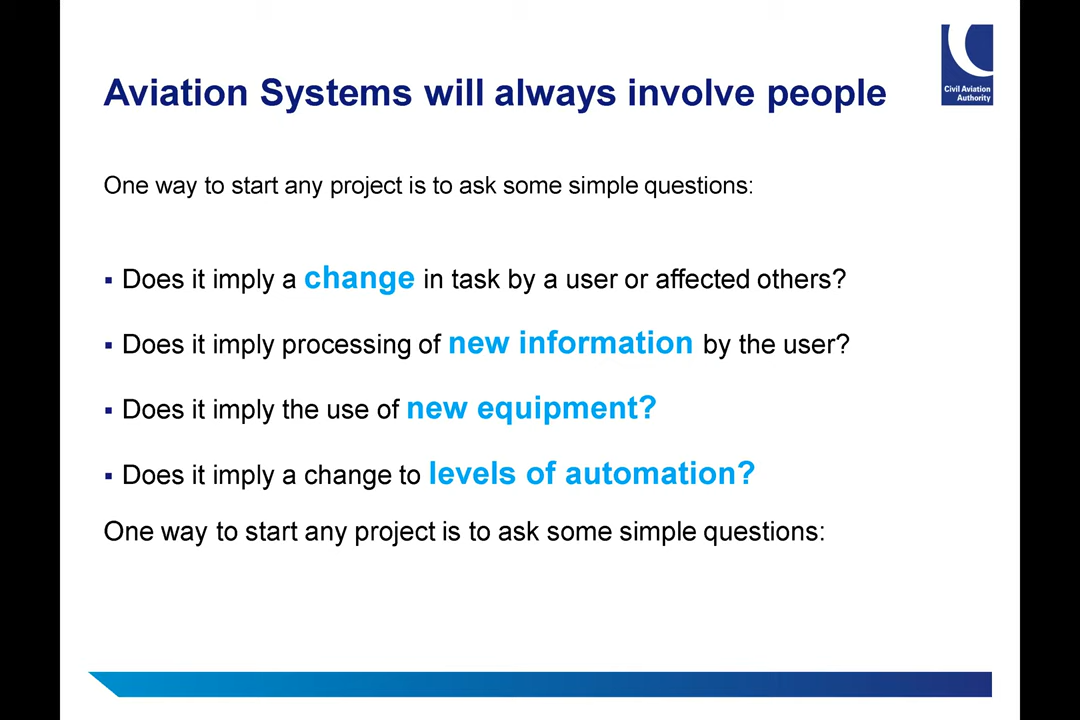 Civil Aviation
Authority
Aviation Systems will always involve people
One way to start any project is to ask some simple questions:
▪ Does it imply a change in task by a user or affected others?
▪ Does it imply processing of new information by the user?
▪ Does it imply the use of new equipment?
▪ Does it imply a change to levels of automation?
One way to start any project is to ask some simple questions: